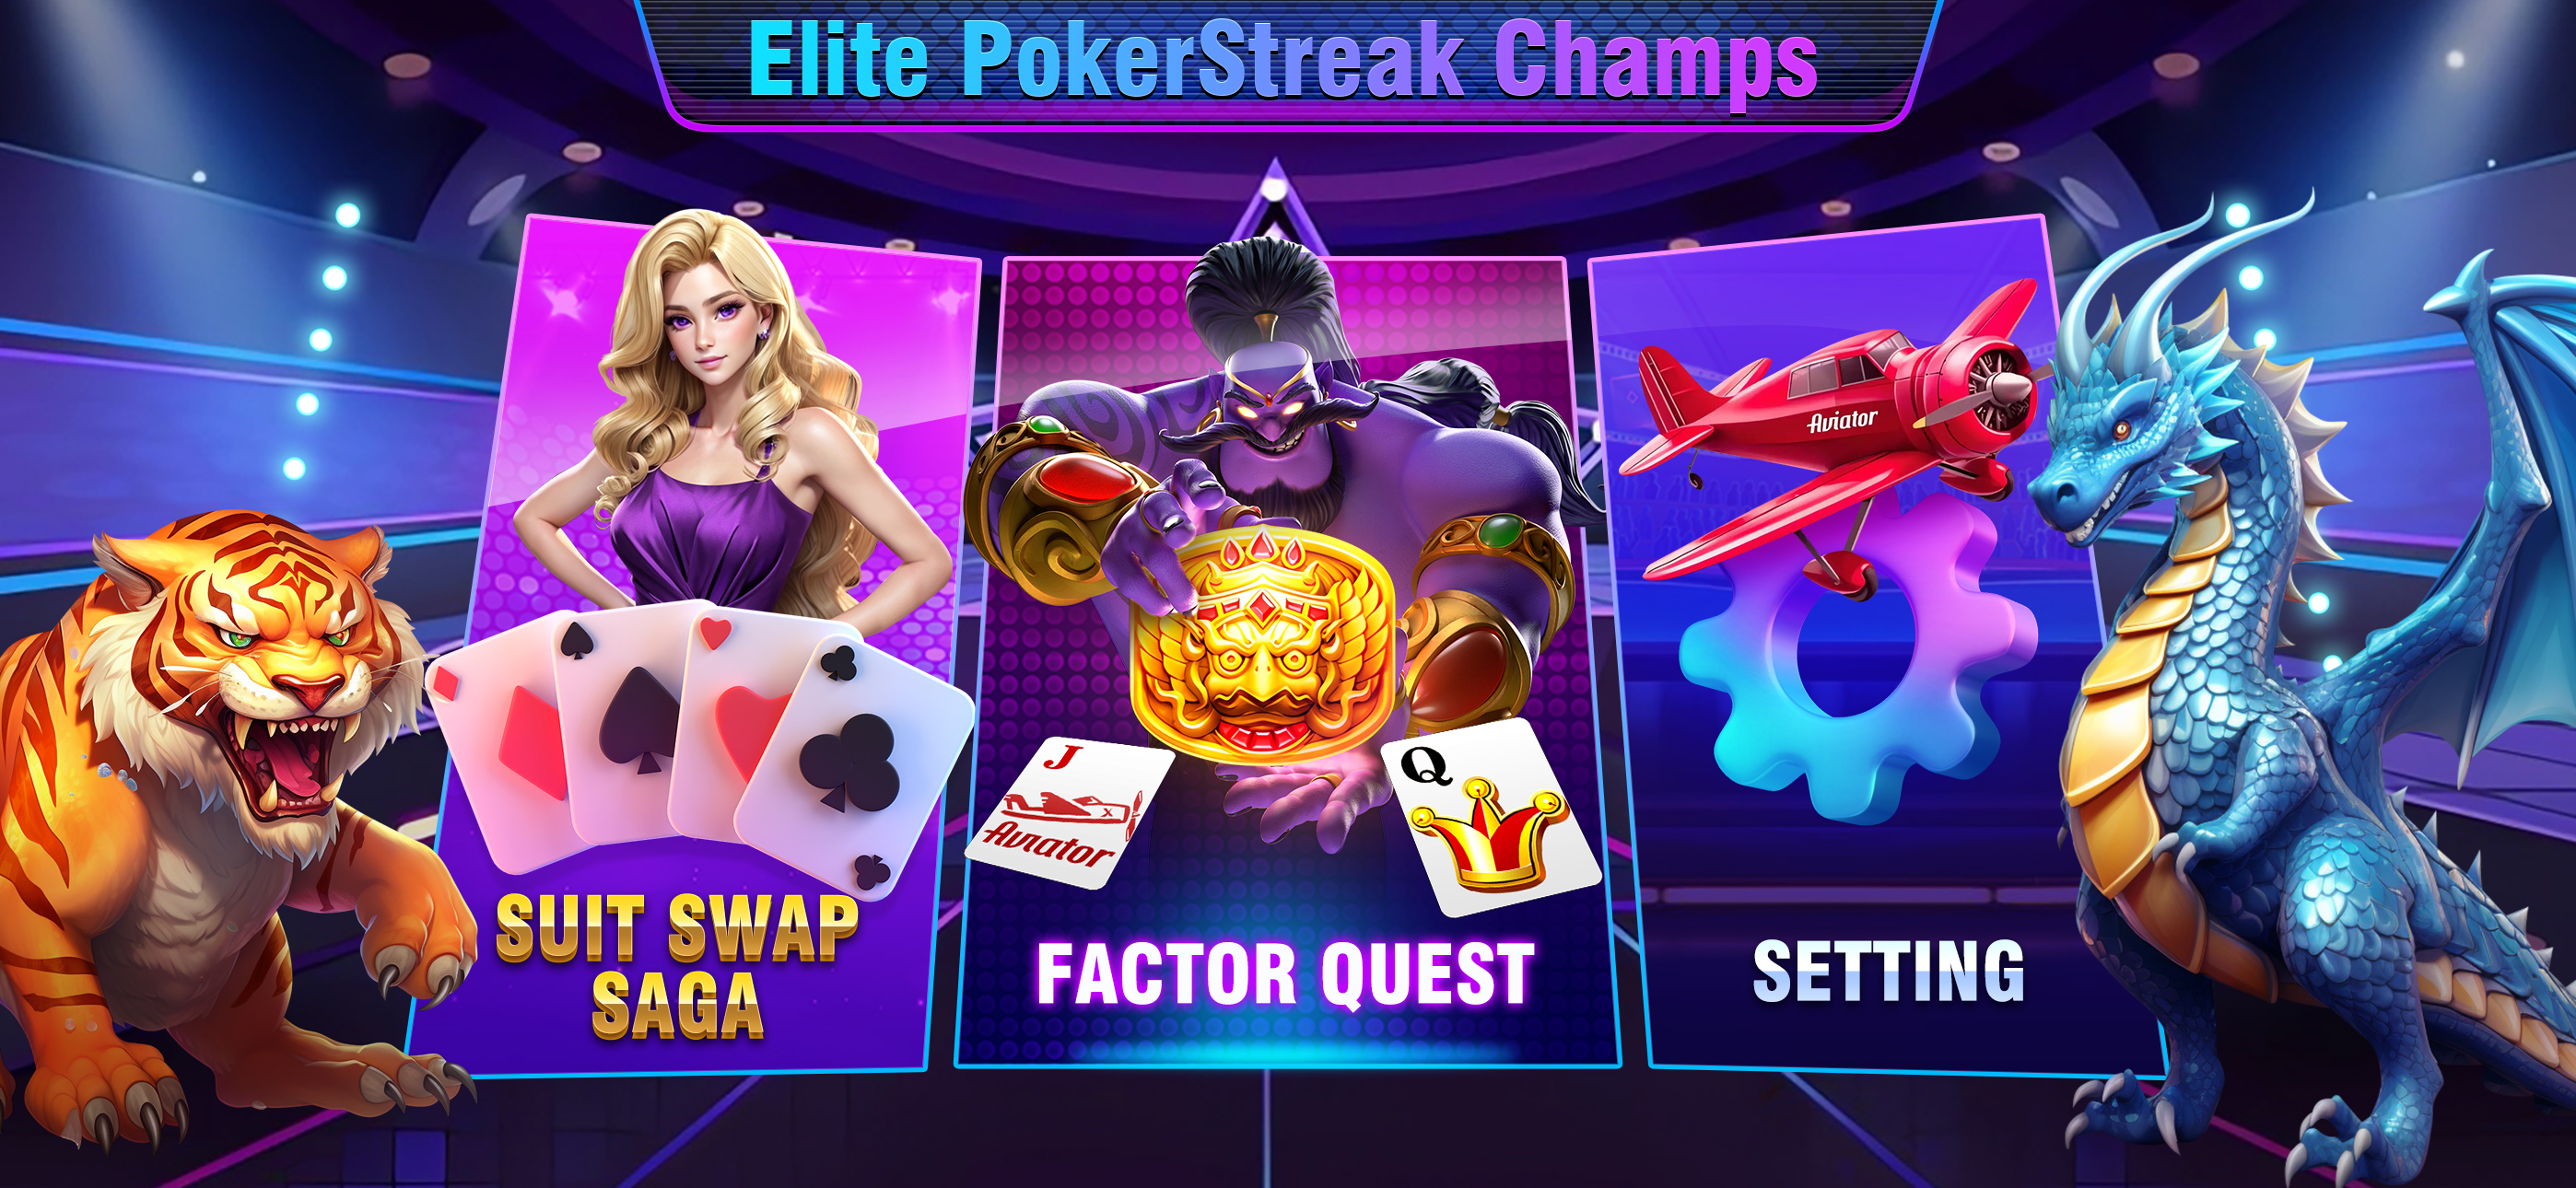 Elite PokerStreak Champs
Aviator
J
Aviator
Q
SUIT SWAP
SAGA
FACTOR QUEST
SETTING